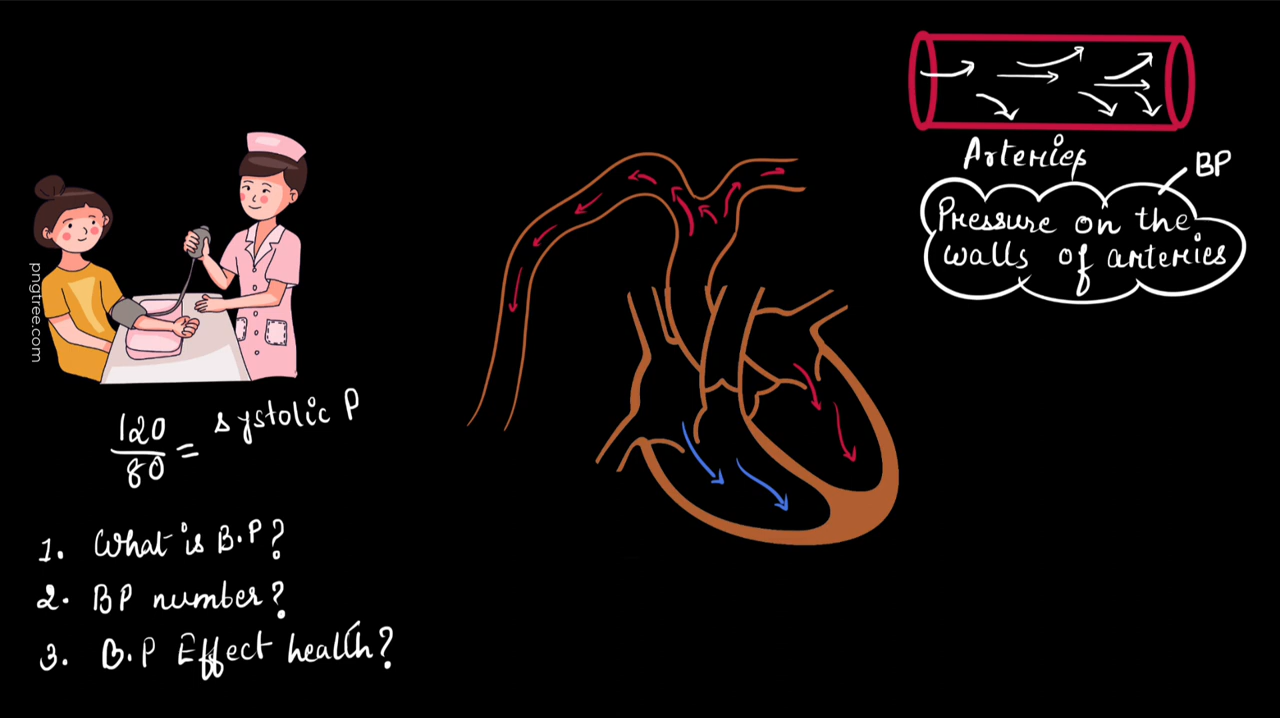 Arteries
BP
Pressure on the
walls of arteries
pngtree.com
120
80
= systolic P
1. What is B.P?
2. BP number?
3. B.P Effect health?